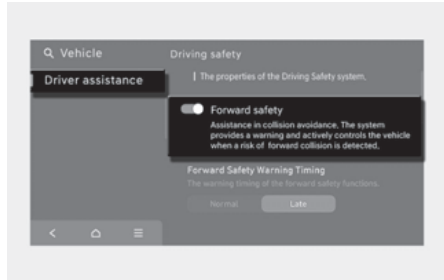 Vehicle
Driving safety
Driver assistance
The properties of the Driving Safety system.
Forward safety
Assistance in collision avoidance. The system
provides a warning and actively controls the vehicle
when a risk of forward collision is detected.
Forward Safety Warning Timing
The warning timing of the forward safety functions.
Normal
Late